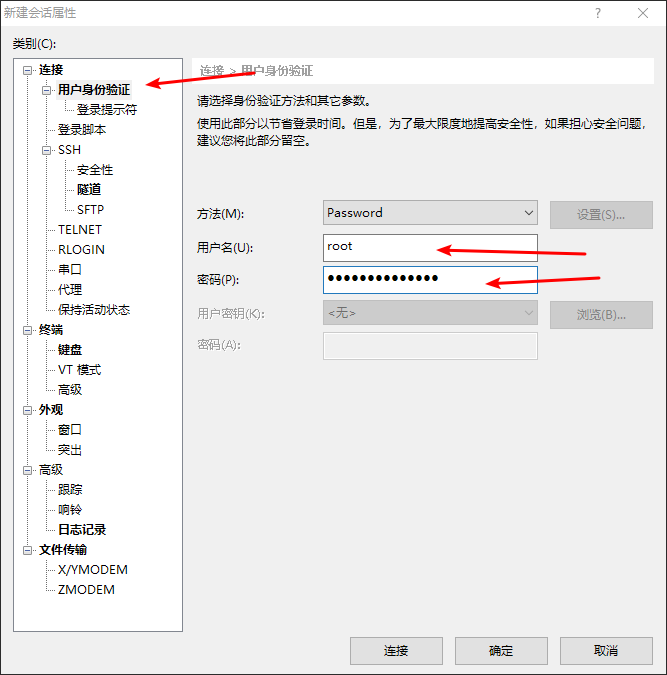 新建会话属性
类别(C):
连接
用户身份验证
登录提示符
登录脚本
SSH
安全性
隧道
SFTP
TELNET
RLOGIN
串口
代理
保持活动状态
终端
键盘
VT 模式
高级
外观
窗口
突出
高级
跟踪
响铃
日志记录
文件传输
X/YMODEM
ZMODEM
连接 > 用户身份验证
请选择身份验证方法和其它参数。
使用此部分以节省登录时间。但是，为了最大限度地提高安全性，如果担心安全问题，
建议您将此部分留空。
方法(M): Password 设置(S)...
用户名(U): root
密码(P): ●●●●●●●●●●●●●●
用户密钥(K): <无> 浏览(B)...
密码(A):
连接 确定 取消